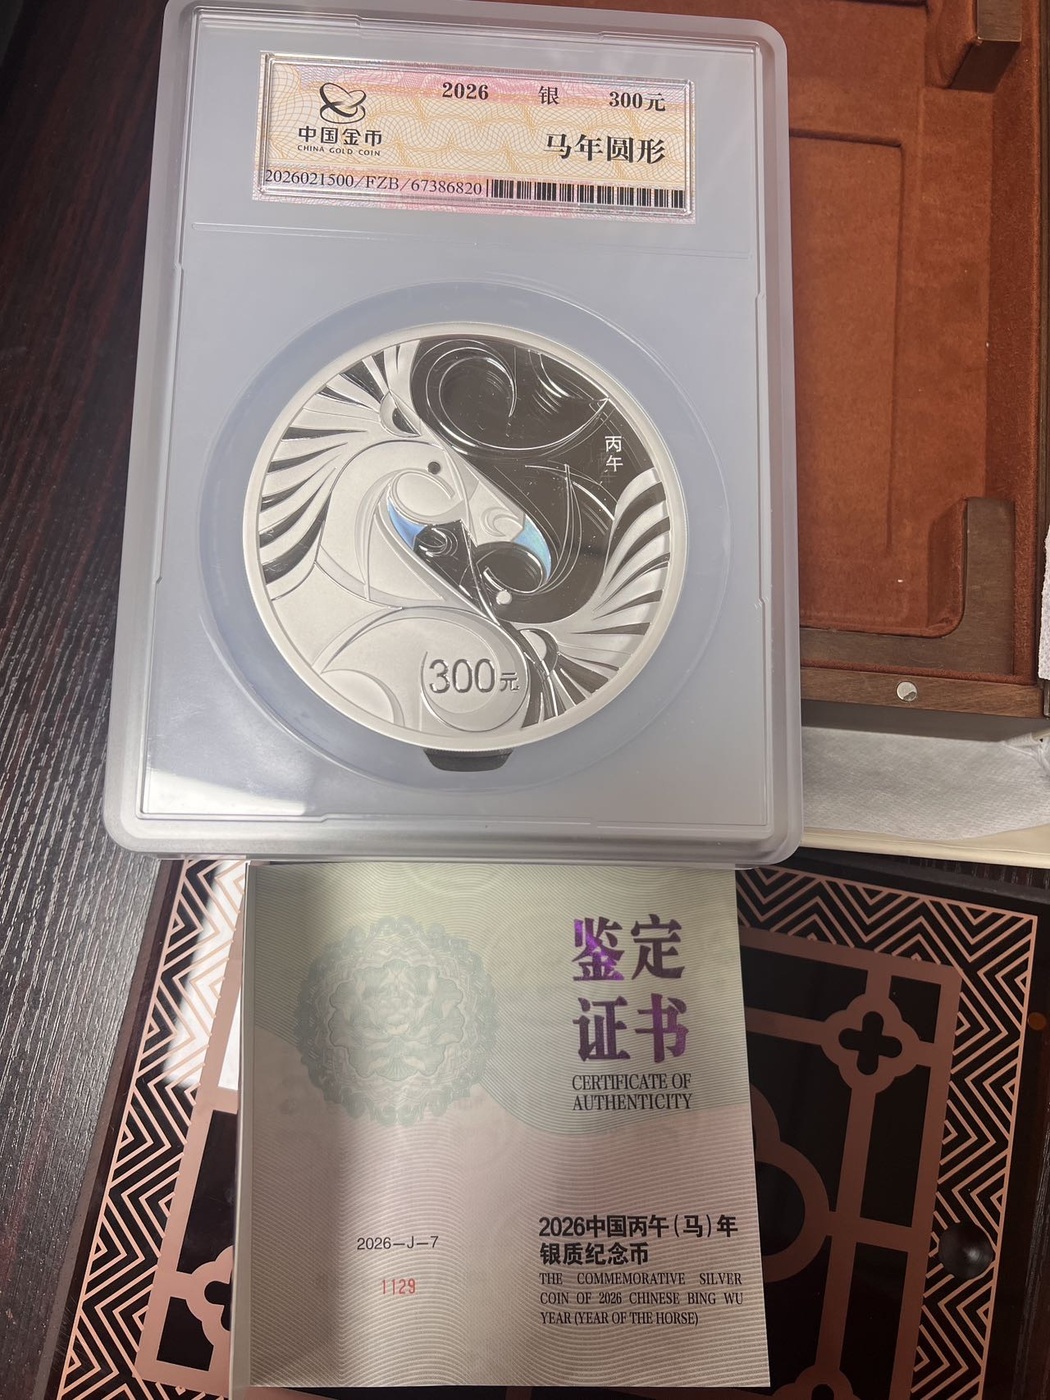 2026 银 300元
中国金币
CHINA GOLD COIN
马年圆形
2026021500/FZB/67386820
丙
午
300元
鉴定
证书
CERTIFICATE OF
AUTHENTICITY
2026-J-7
1129
2026中国丙午(马)年
银质纪念币
THE COMMEMORATIVE SILVER
COIN OF 2026 CHINESE BING WU
YEAR (YEAR OF THE HORSE)